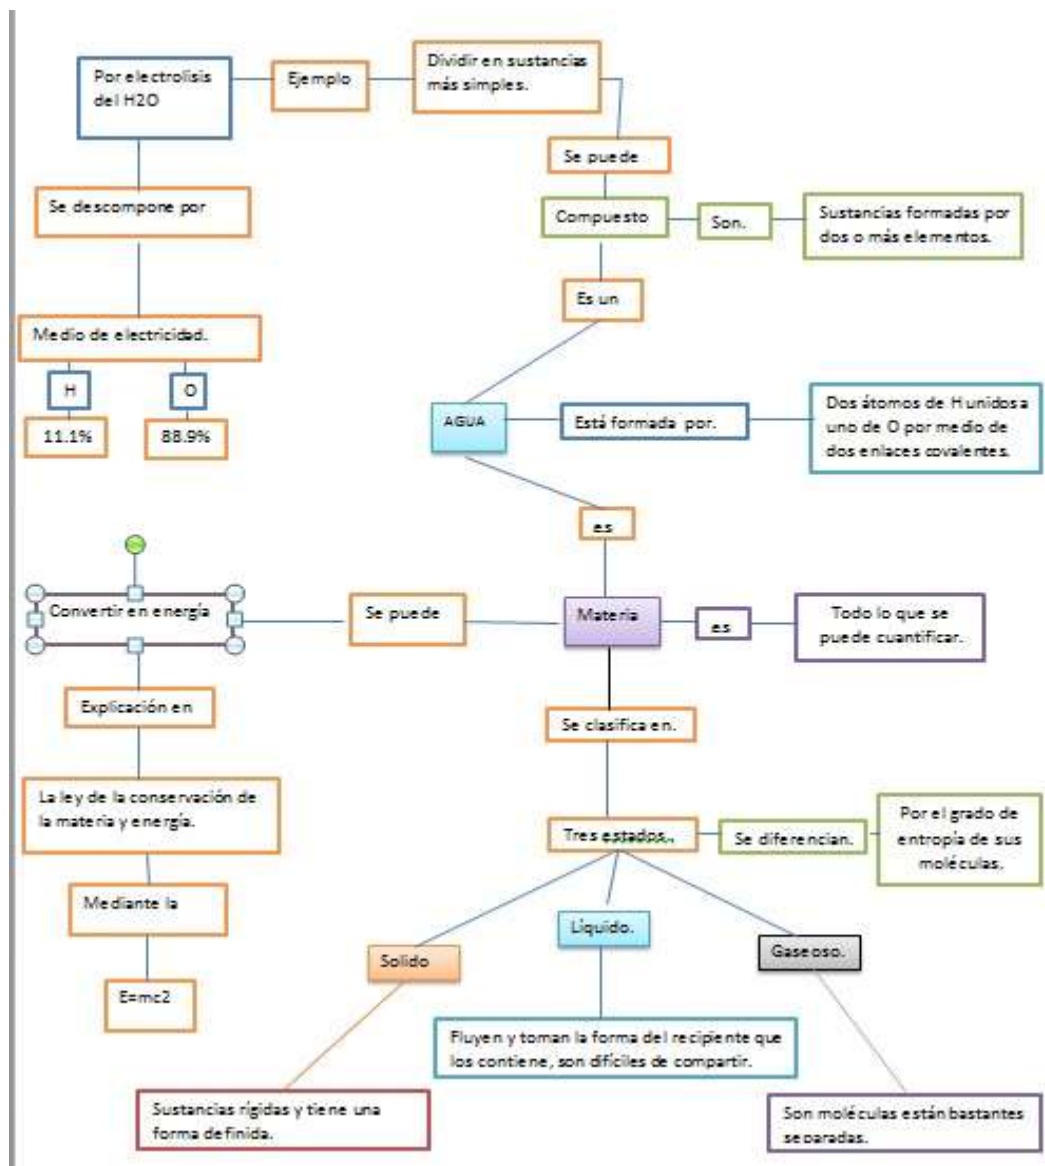 Por electrolisis
del H2O
Ejemplo
Dividir en sustancias
más simples.
Se puede
Se descompone por
Compuesto
Son.
Sustancias formadas por
dos o más elementos.
Es un
Medio de electricidad.
H
O
11.1%
88.9%
AGUA
Está formada por.
Dos átomos de H unidos a
uno de O por medio de
dos enlaces covalentes.
es
Convertir en energía
Se puede
Materia
es
Todo lo que se
puede cuantificar.
Explicación en
Se clasifica en.
La ley de la conservación de
la materia y energía.
Tres estados.,
Se diferencian.
Por el grado de
entropía de sus
moléculas.
Mediante la
Líquido.
Solido
Gaseoso.
E=mc2
Fluyen y toman la forma del recipiente que
los contiene, son difíciles de compartir.
Sustancias rígidas y tiene una
forma definida.
Son moléculas están bastantes
separadas.